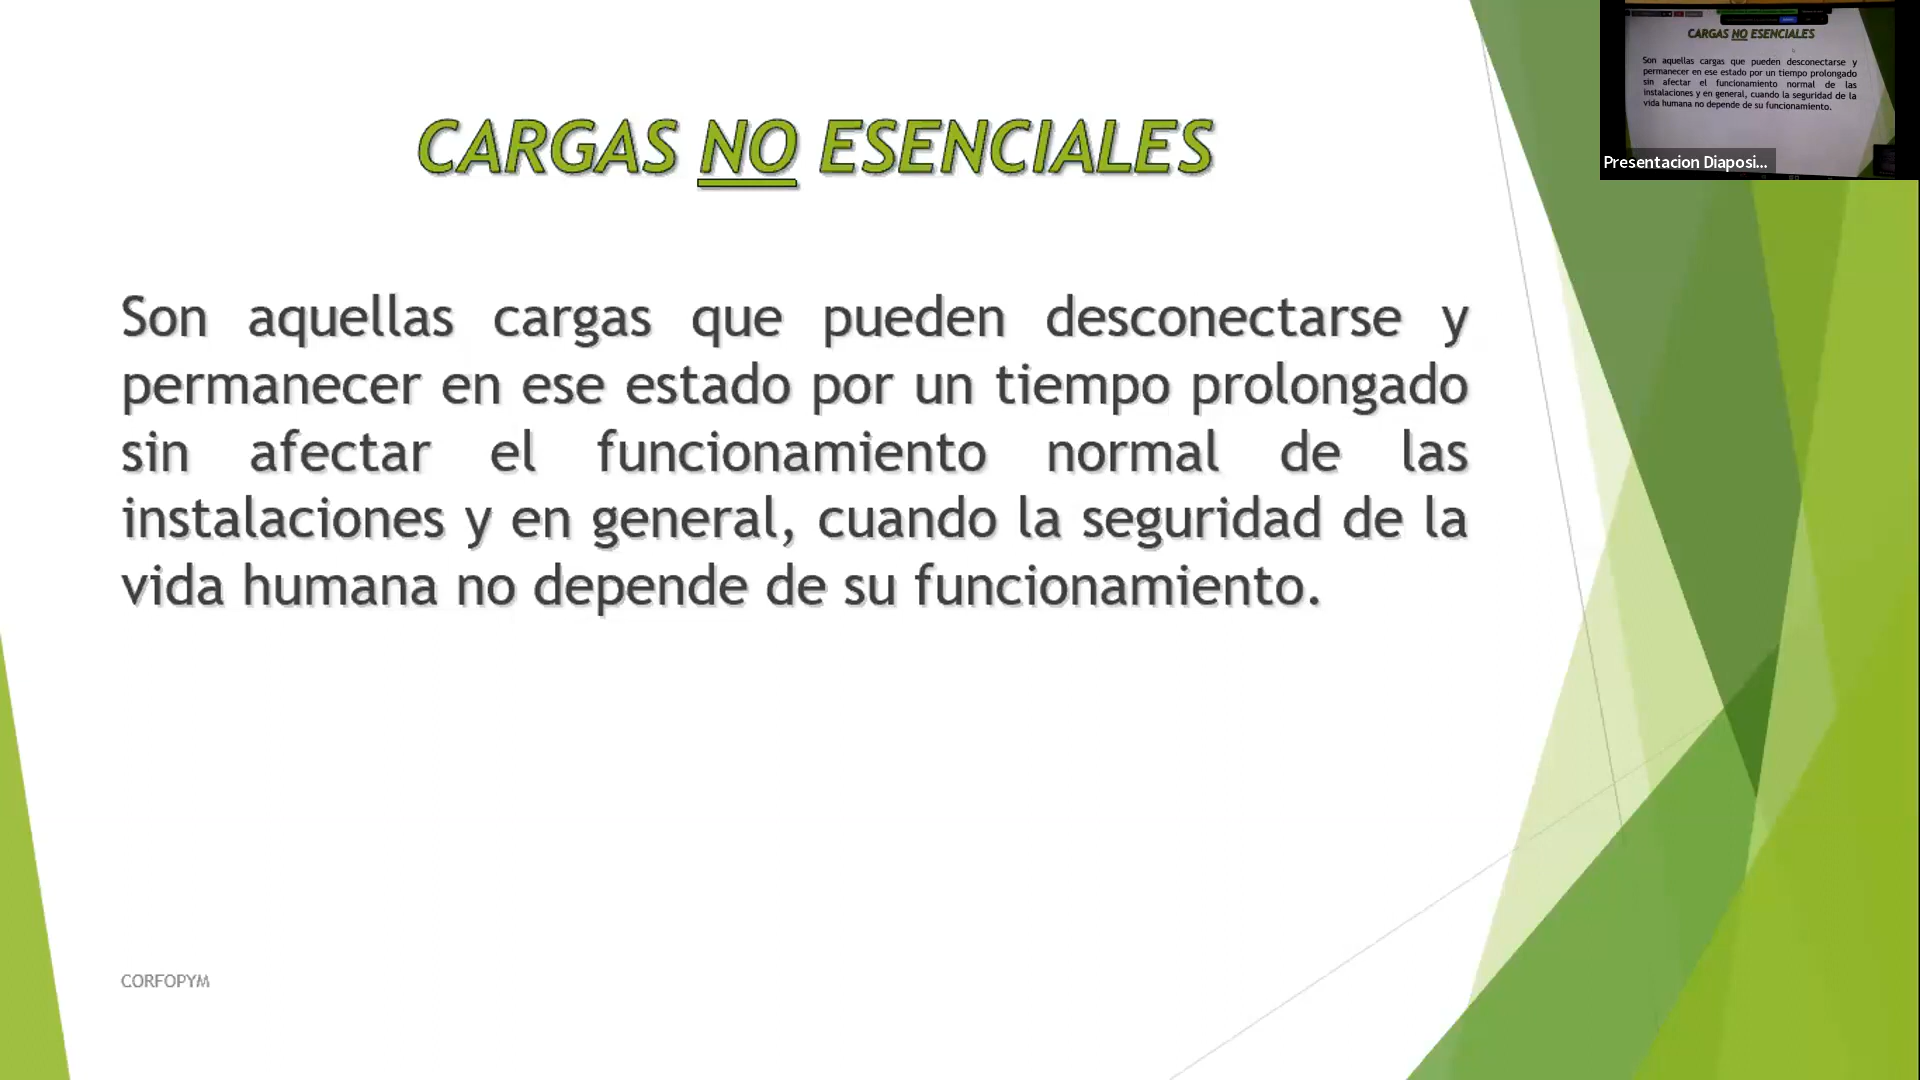 CARGAS NO ESENCIALES
Son aquellas cargas que pueden desconectarse y
permanecer en ese estado por un tiempo prolongado
sin afectar el funcionamiento normal de las
instalaciones y en general, cuando la seguridad de la
vida humana no depende de su funcionamiento.
CORFOPYM
CARGAS NO ESENCIALES
Son aquellas cargas que pueden desconectarse y
permanecer en ese estado por un tiempo prolongado
sin afectar el funcionamiento normal de las
instalaciones y en general, cuando la seguridad de la
vida humana no depende de su funcionamiento.
Presentacion Diaposi...